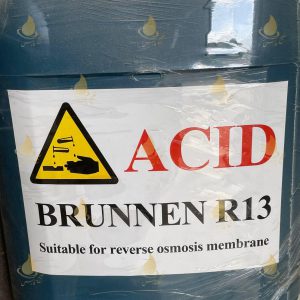 ACID
BRUNNEN R13
Suitable for reverse osmosis membrane